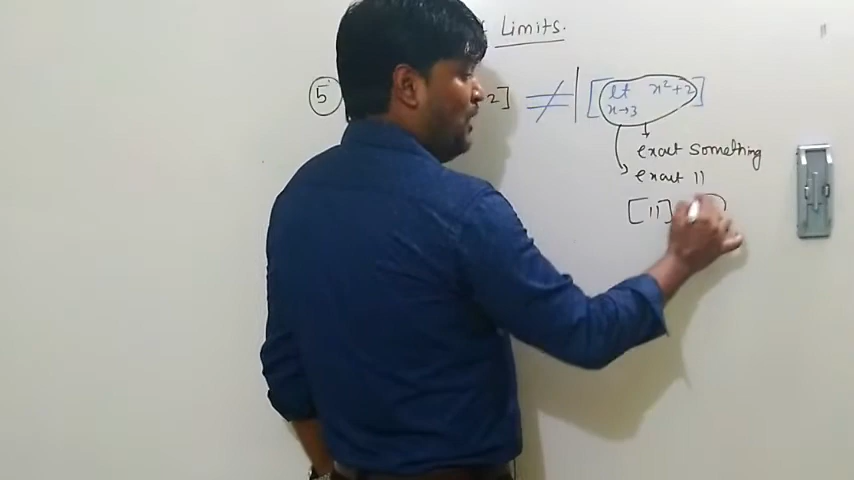 Limits.
5 2] ≠ [ lt x²+2 ]
x→3
exact something
exact 11
[11]